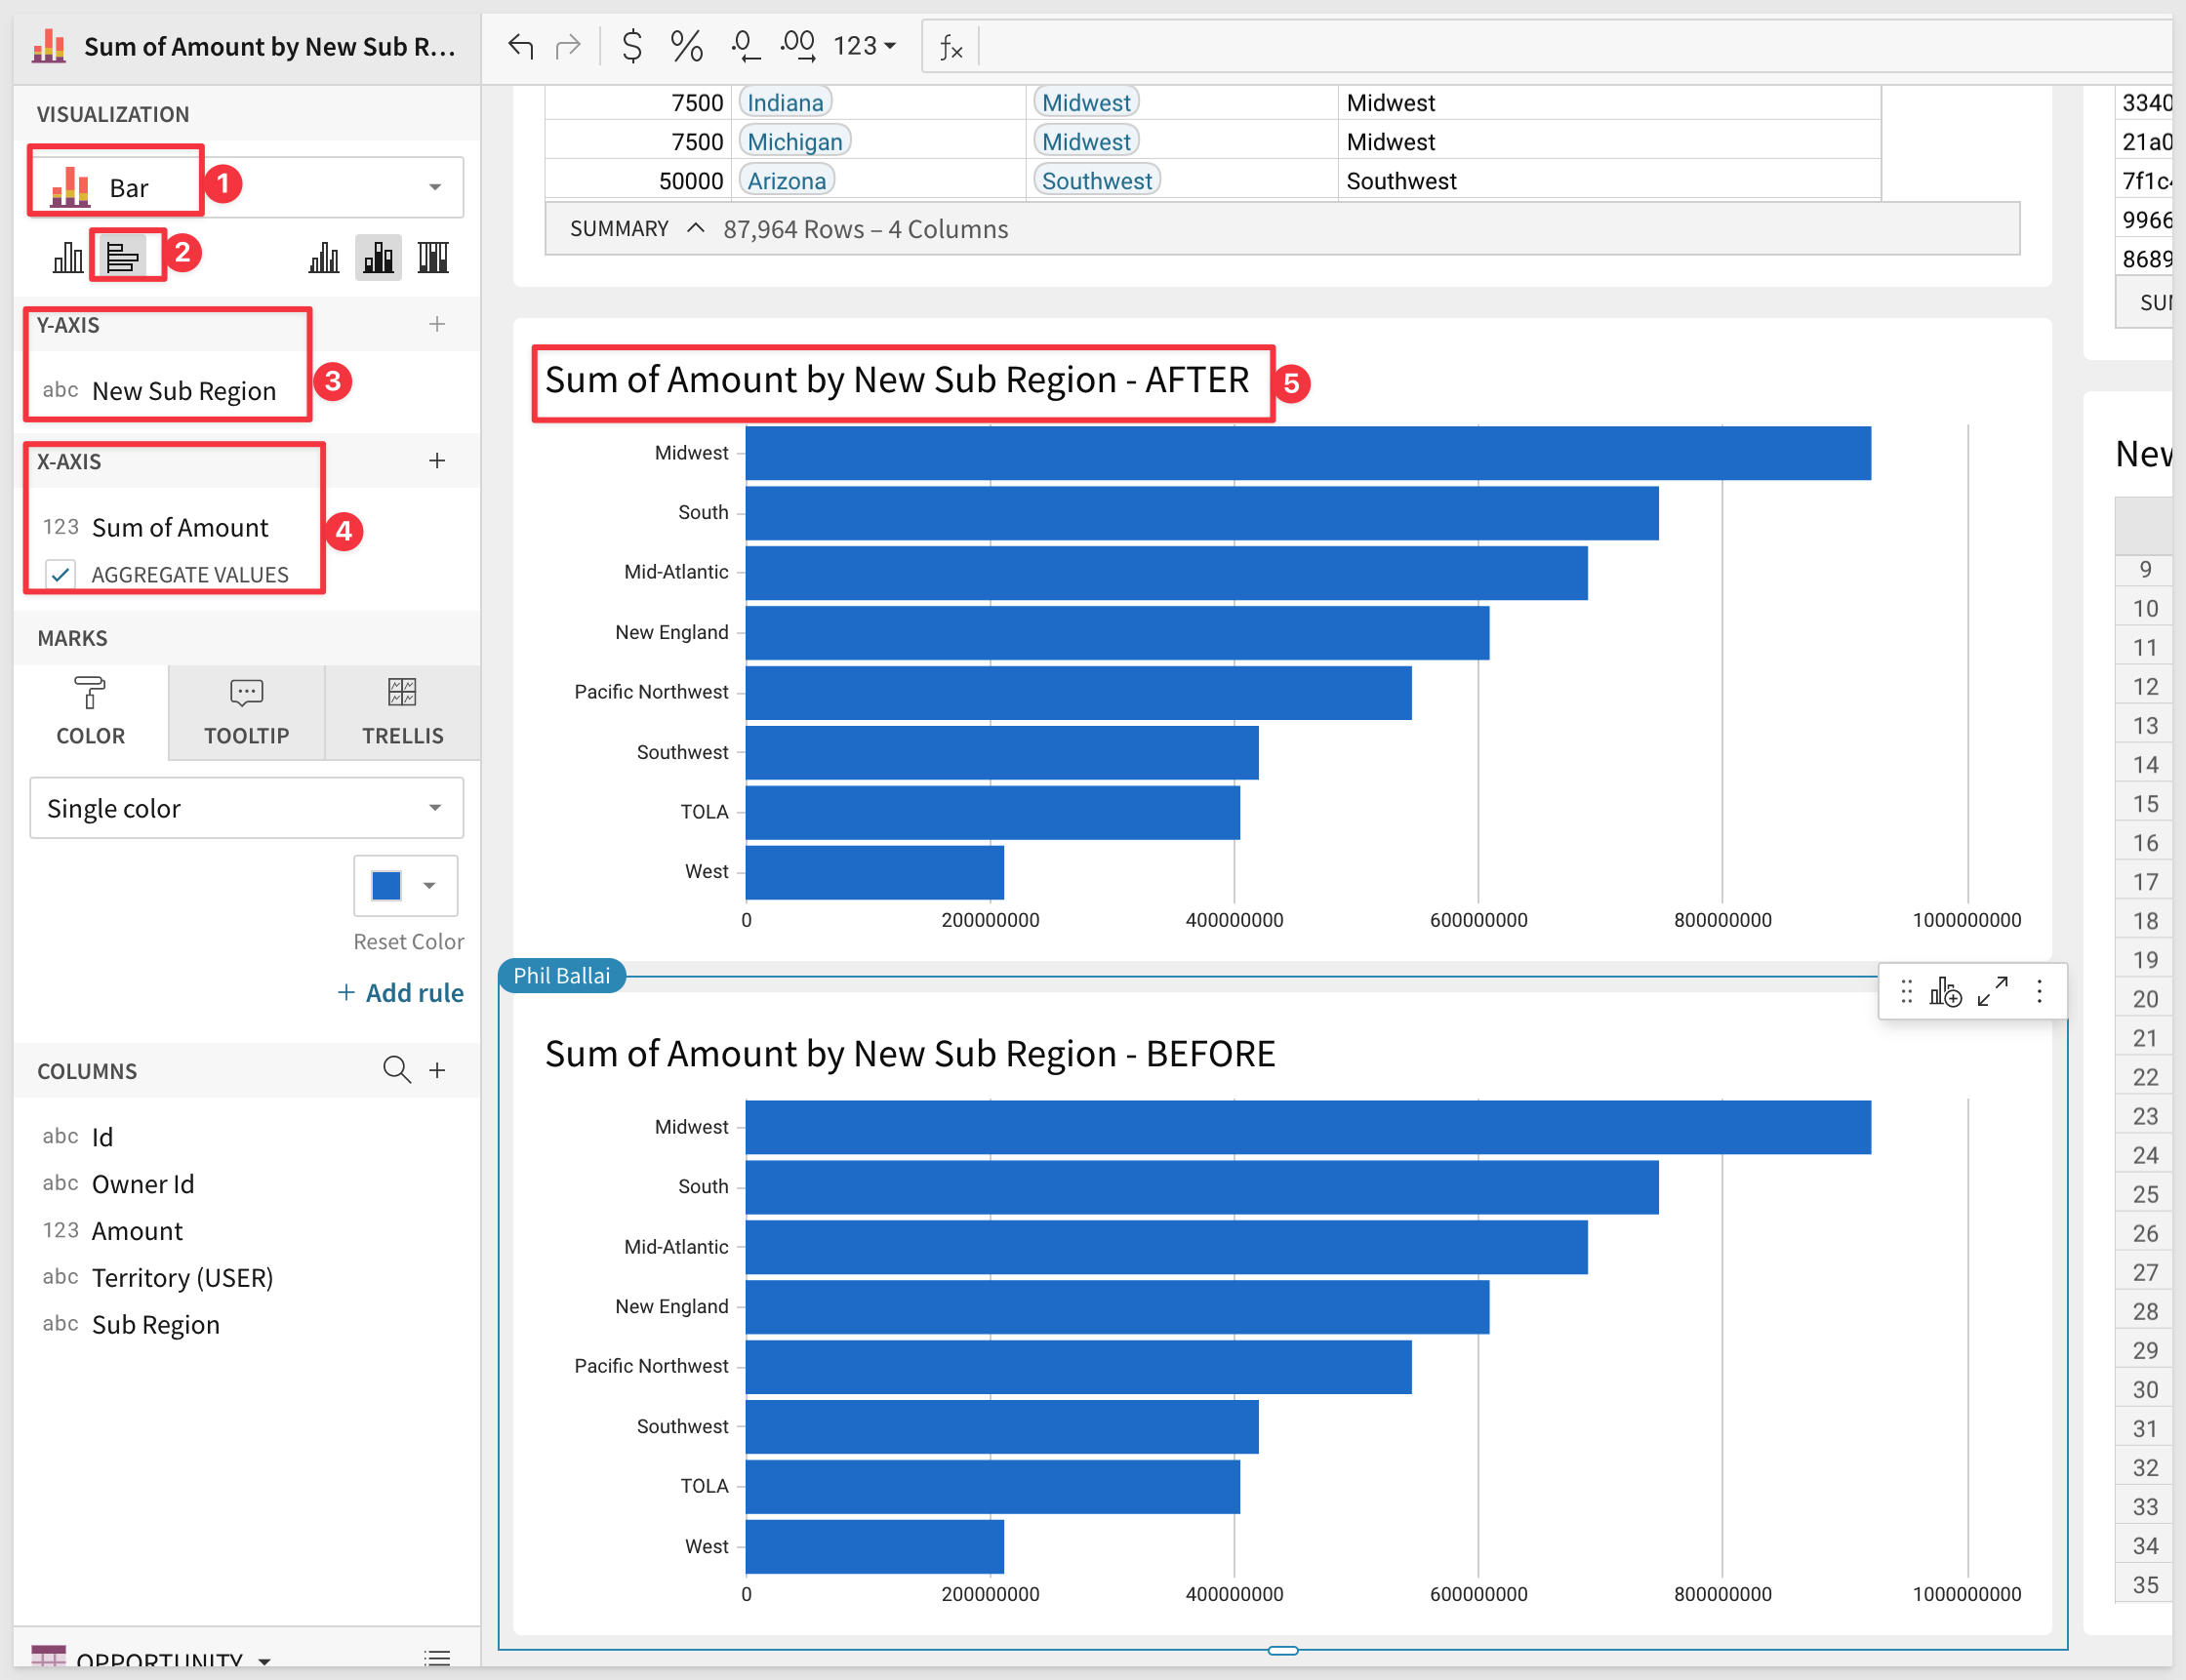 Sum of Amount by New Sub R...
123
VISUALIZATION
Bar
1
2
Y-AXIS
abc New Sub Region
3
X-AXIS
123 Sum of Amount
AGGREGATE VALUES
4
MARKS
COLOR
TOOLTIP
TRELLIS
Single color
Reset Color
+ Add rule
COLUMNS
abc Id
abc Owner Id
123 Amount
abc Territory (USER)
abc Sub Region
OPPORTUNITY
$ % .0 .00 123
fx
7500 Indiana Midwest Midwest
7500 Michigan Midwest Midwest
50000 Arizona Southwest Southwest
SUMMARY 87,964 Rows – 4 Columns
Sum of Amount by New Sub Region - AFTER
5
Midwest
South
Mid-Atlantic
New England
Pacific Northwest
Southwest
TOLA
West
0 200000000 400000000 600000000 800000000 1000000000
Phil Ballai
Sum of Amount by New Sub Region - BEFORE
Midwest
South
Mid-Atlantic
New England
Pacific Northwest
Southwest
TOLA
West
0 200000000 400000000 600000000 800000000 1000000000
3340
21a0
7f1c
9966
8689
9
10
11
12
13
14
15
16
17
18
19
20
21
22
23
24
25
26
27
28
29
30
31
32
33
34
35